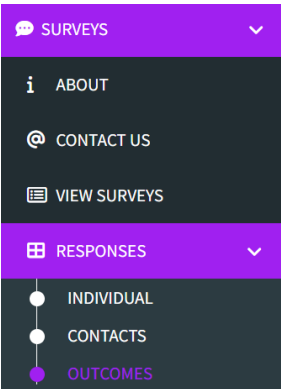 SURVEYS
ABOUT
CONTACT US
VIEW SURVEYS
RESPONSES
INDIVIDUAL
CONTACTS
OUTCOMES